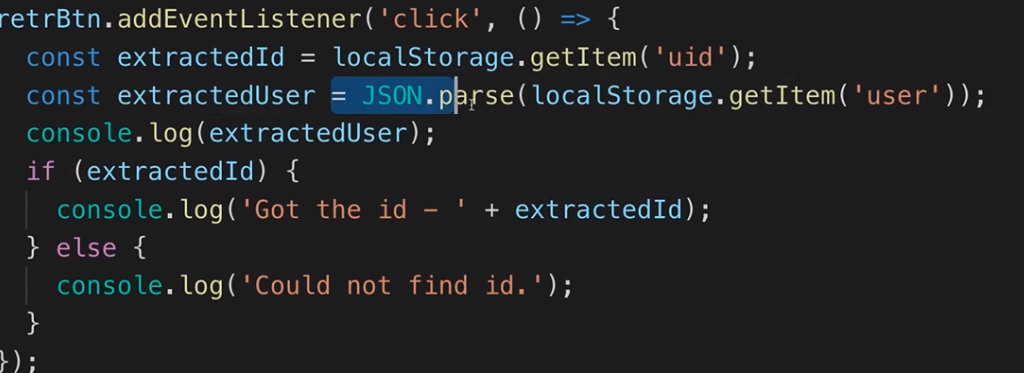 retrBtn.addEventListener('click', () => {
  const extractedId = localStorage.getItem('uid');
  const extractedUser = JSON.parse(localStorage.getItem('user'));
  console.log(extractedUser);
  if (extractedId) {
    console.log('Got the id – ' + extractedId);
  } else {
    console.log('Could not find id.');
  }
});